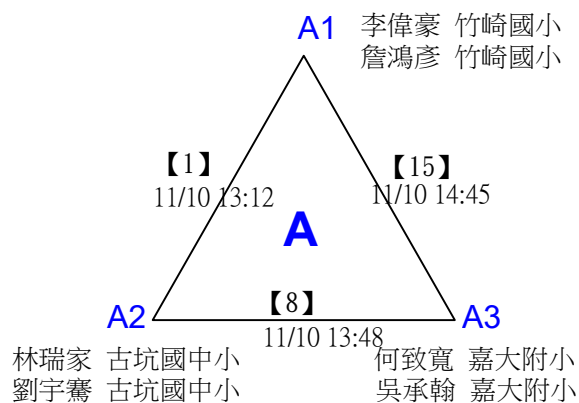 A1
李偉豪 竹崎國小
詹鴻彥 竹崎國小
【1】
11/10 13:12
【15】
11/10 14:45
A
A2
【8】
11/10 13:48
A3
林瑞家 古坑國中小
劉宇騫 古坑國中小
何致寬 嘉大附小
吳承翰 嘉大附小